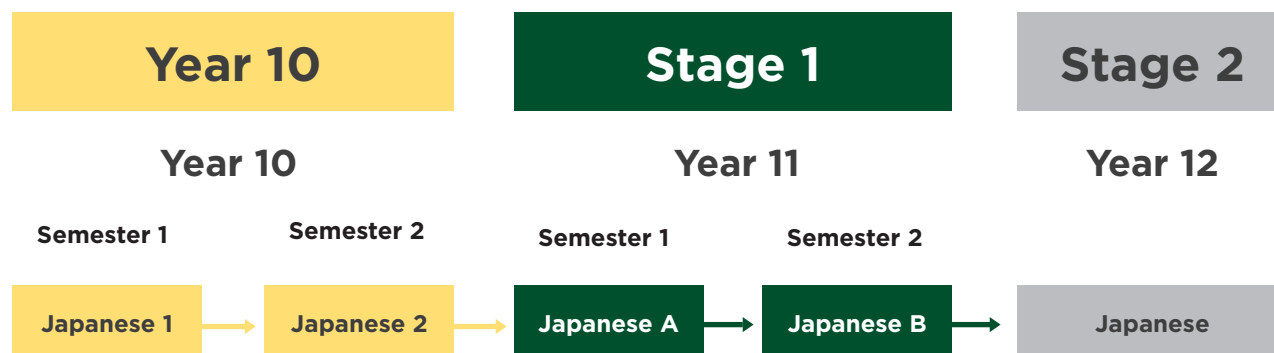 Year 10 Stage 1 Stage 2
Year 10 Year 11 Year 12
Semester 1 Semester 2 Semester 1 Semester 2
Japanese 1 Japanese 2 Japanese A Japanese B Japanese